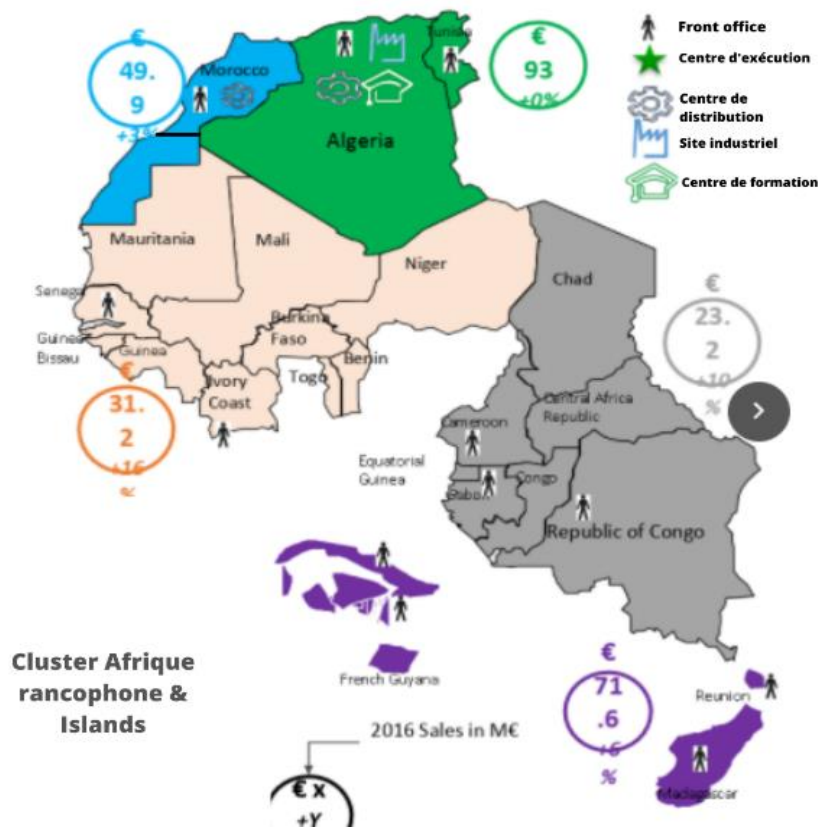 Front office
Centre d'exécution
Centre de
distribution
Site industriel
Centre de formation
€
49.
9
+3%
Morocco
Tunisia
€
93
+0%
Algeria
Mauritania
Mali
Niger
Chad
Senega
Guinea
Bissau
Guinea
Burkina
Faso
Benin
Togo
Ivory
Coast
€
31.
2
+16
%
€
23.
2
+10
%
Central Africa
Republic
Cameroon
Equatorial
Guinea
Gabon
Congo
Republic of Congo
French Guyana
Cluster Afrique
rancophone &
Islands
2016 Sales in M€
€ x
+Y
€
71
.6
+6
%
Reunion
Madagascar